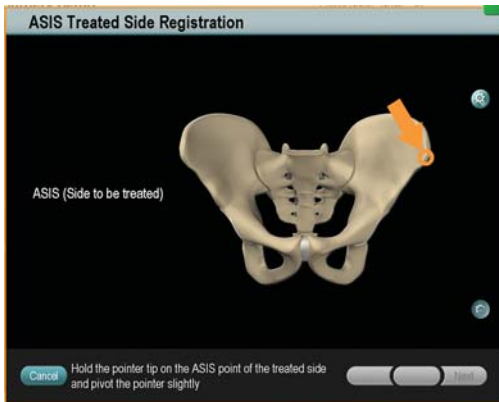 ASIS Treated Side Registration
ASIS (Side to be treated)
Cancel
Hold the pointer tip on the ASIS point of the treated side
and pivot the pointer slightly
Next